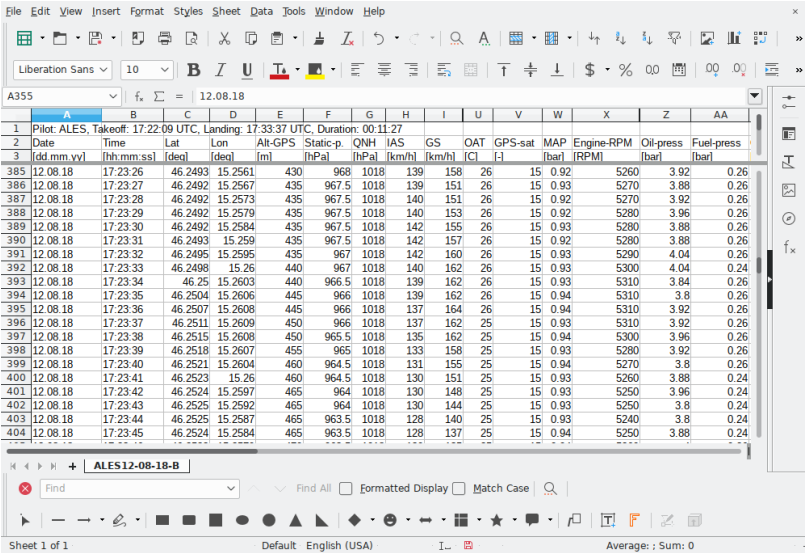 File Edit View Insert Format Styles Sheet Data Tools Window Help
Liberation Sans 10 B I U $ % 0.0
A355 fx Σ = 12.08.18
A B C D E F G H I U V W X Z AA
1 Pilot: ALES, Takeoff: 17:22:09 UTC, Landing: 17:33:37 UTC, Duration: 00:11:27
2 Date Time Lat Lon Alt-GPS Static-p. QNH IAS GS OAT GPS-sat MAP Engine-RPM Oil-press Fuel-press
3 [dd.mm.yy] [hh:mm:ss] [deg] [deg] [m] [hPa] [hPa] [km/h] [km/h] [C] [-] [bar] [RPM] [bar] [bar]
385 12.08.18 17:23:26 46.2493 15.2561 430 968 1018 139 158 26 15 0.92 5260 3.92 0.26
386 12.08.18 17:23:27 46.2492 15.2567 435 967.5 1018 139 151 26 15 0.93 5270 3.88 0.26
387 12.08.18 17:23:28 46.2492 15.2573 435 967.5 1018 140 151 26 15 0.92 5270 3.88 0.26
388 12.08.18 17:23:29 46.2492 15.2579 435 967.5 1018 140 153 26 15 0.93 5280 3.96 0.26
389 12.08.18 17:23:30 46.2492 15.2584 435 967.5 1018 142 155 26 15 0.92 5280 3.88 0.26
390 12.08.18 17:23:31 46.2493 15.259 435 967.5 1018 142 157 26 15 0.92 5280 3.88 0.26
391 12.08.18 17:23:32 46.2495 15.2595 435 967 1018 142 160 26 15 0.93 5290 4.04 0.26
392 12.08.18 17:23:33 46.2498 15.26 440 967 1018 140 162 26 15 0.93 5300 4.04 0.24
393 12.08.18 17:23:34 46.25 15.2603 440 966.5 1018 139 162 26 15 0.93 5310 3.84 0.26
394 12.08.18 17:23:35 46.2504 15.2606 445 966 1018 139 162 26 15 0.94 5310 3.8 0.26
395 12.08.18 17:23:36 46.2507 15.2608 445 966 1018 137 164 26 15 0.94 5310 3.92 0.26
396 12.08.18 17:23:37 46.2511 15.2609 450 966 1018 137 162 25 15 0.93 5310 3.92 0.26
397 12.08.18 17:23:38 46.2515 15.2608 450 965.5 1018 135 162 25 15 0.94 5300 3.92 0.26
398 12.08.18 17:23:39 46.2518 15.2607 455 965 1018 133 158 25 15 0.93 5280 3.92 0.26
399 12.08.18 17:23:40 46.2521 15.2604 460 964.5 1018 131 155 25 15 0.94 5270 3.8 0.26
400 12.08.18 17:23:41 46.2523 15.26 460 964.5 1018 130 151 25 15 0.93 5260 3.88 0.24
401 12.08.18 17:23:42 46.2524 15.2597 465 964 1018 130 148 25 15 0.93 5250 3.96 0.24
402 12.08.18 17:23:43 46.2525 15.2592 465 964 1018 130 144 25 15 0.93 5250 3.8 0.24
403 12.08.18 17:23:44 46.2525 15.2587 465 963.5 1018 128 140 25 15 0.93 5240 3.8 0.24
404 12.08.18 17:23:45 46.2524 15.2584 465 963.5 1018 128 137 25 15 0.94 5250 3.88 0.24
ALES12-08-18-B
Find Find All Formatted Display Match Case
Sheet 1 of 1 Default English (USA) Average: ; Sum: 0